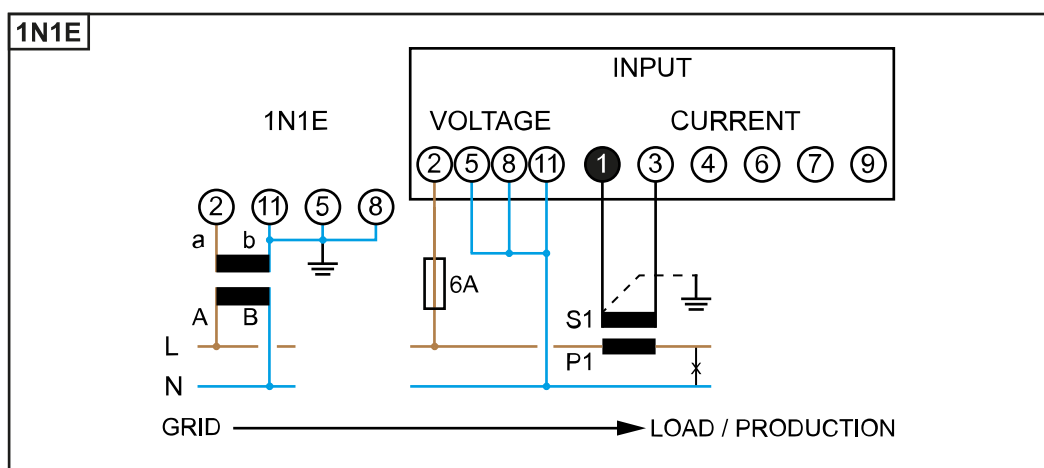 1N1E
INPUT
1N1E
VOLTAGE CURRENT
2 5 8 11 1 3 4 6 7 9
2 11 5 8
a b
6A
A B
S1
L
P1
N
GRID LOAD / PRODUCTION